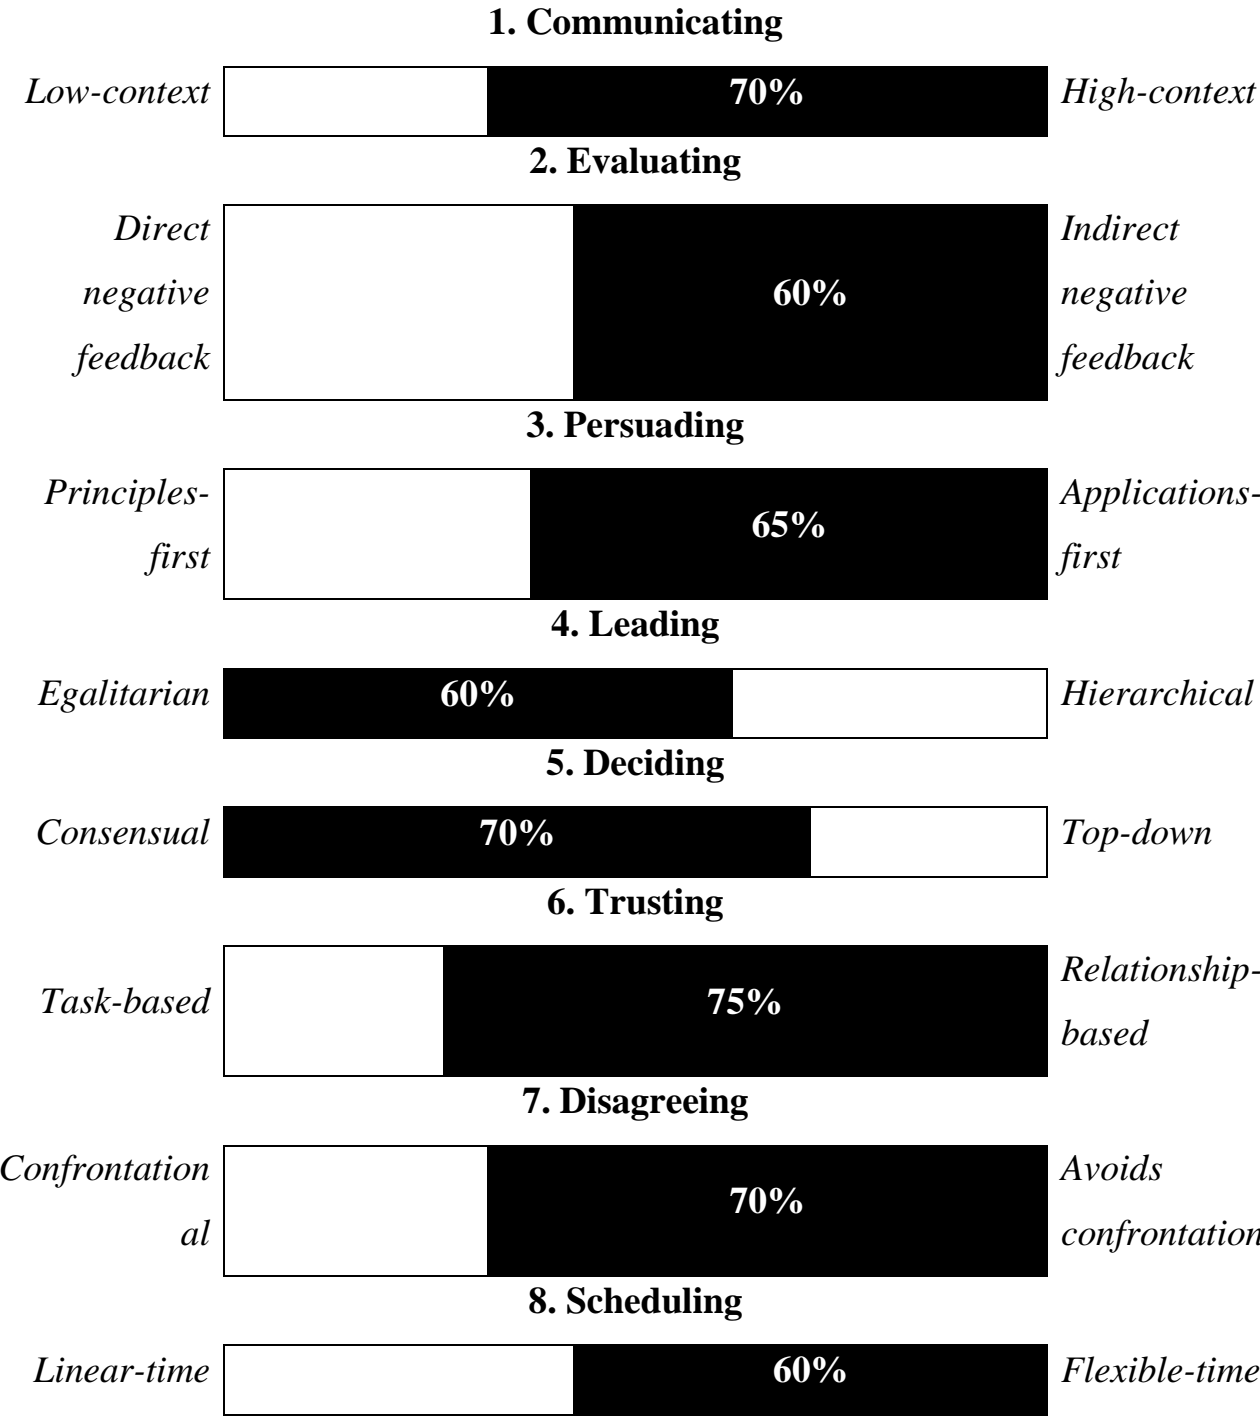 1. Communicating
Low-context 70% High-context
2. Evaluating
Direct Indirect
negative 60% negative
feedback feedback
3. Persuading
Principles- Applications-
65%
first first
4. Leading
Egalitarian 60% Hierarchical
5. Deciding
Consensual 70% Top-down
6. Trusting
Relationship-
Task-based 75%
based
7. Disagreeing
Confrontation Avoids
70%
al confrontation
8. Scheduling
Linear-time 60% Flexible-time